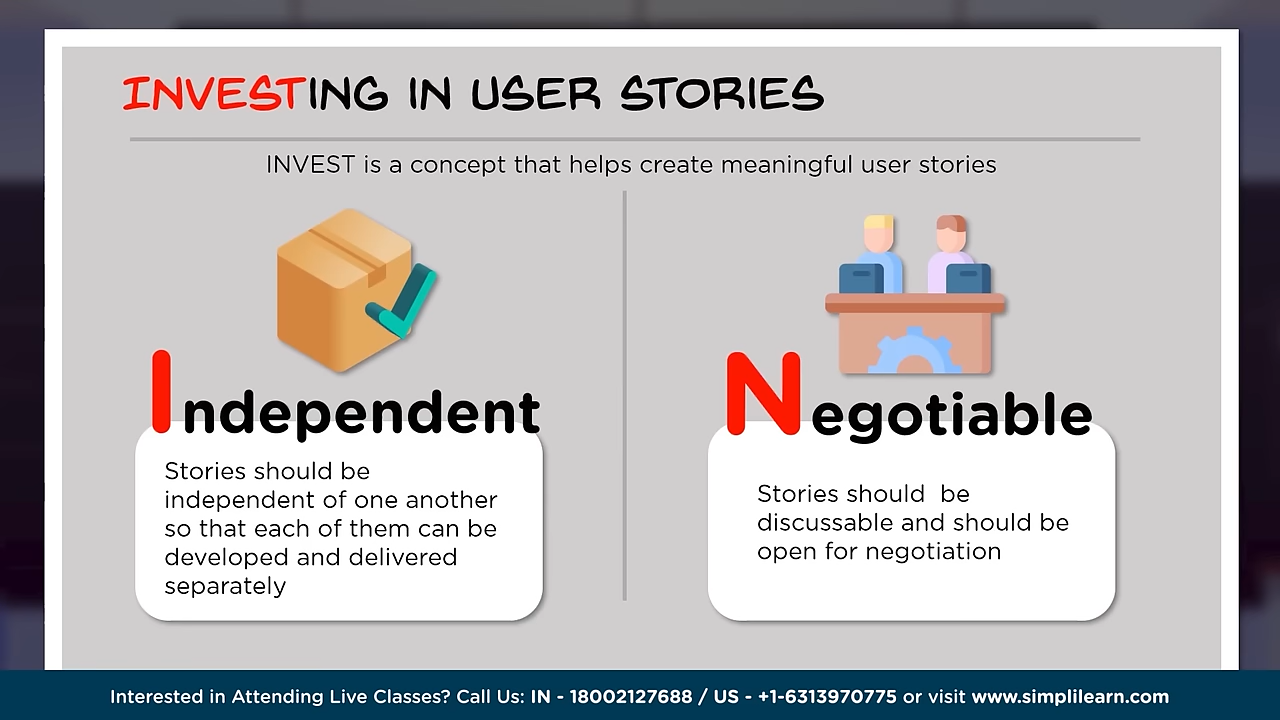 INVESTING IN USER STORIES
INVEST is a concept that helps create meaningful user stories
Independent
Stories should be
independent of one another
so that each of them can be
developed and delivered
separately
Negotiable
Stories should  be
discussable and should be
open for negotiation
Interested in Attending Live Classes? Call Us: IN - 18002127688 / US - +1-6313970775 or visit www.simplilearn.com